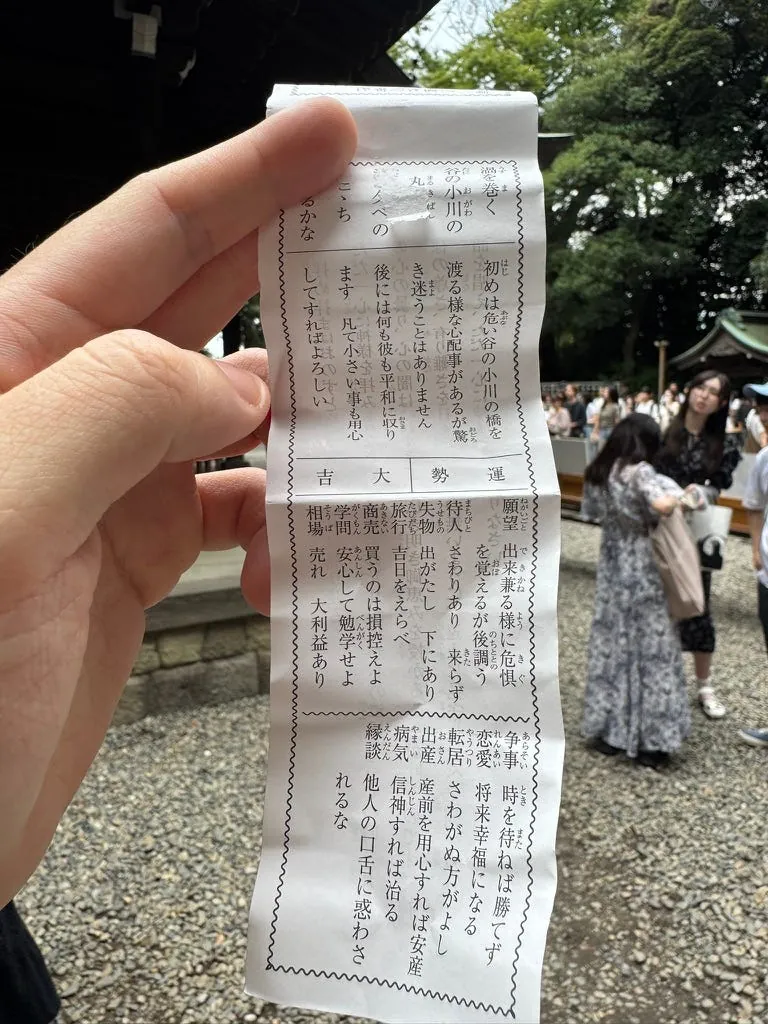 渦を巻く
谷の小川の
丸
べの
こゝち
るかな
初めは危い谷の小川の橋を
渡る様な心配事があるが驚
き迷うことはありません
後には何も彼も平和に収り
ます 凡て小さい事も用心
してすればよろしい
運勢
大吉
願望 出来兼る様に危惧
を覚えるが後調う
待人 さわりあり 来らず
失物 出がたし 下にあり
旅行 吉日をえらべ
商売 買うのは損控えよ
学問 安心して勉学せよ
相場 売れ 大利益あり
争事 時を待ねば勝てず
恋愛 将来幸福になる
転居 さわがぬ方がよし
出産 産前を用心すれば安産
病気 信神すれば治る
縁談 他人の口舌に惑わさ
れるな